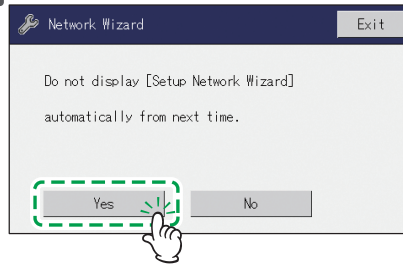 Network Wizard
Exit
Do not display [Setup Network Wizard]
automatically from next time.
Yes
No